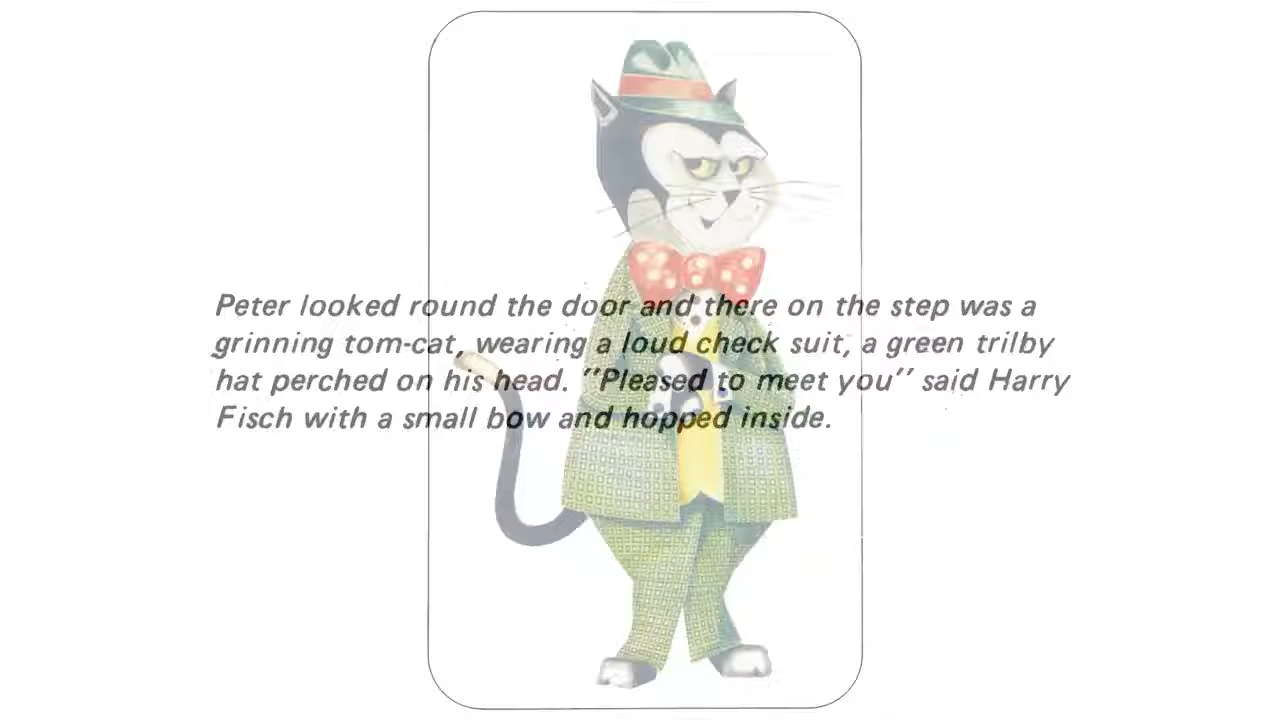 Peter looked round the door and there on the step was a
grinning tom-cat, wearing a loud check suit, a green trilby
hat perched on his head. "Pleased to meet you" said Harry
Fisch with a small bow and hopped inside.